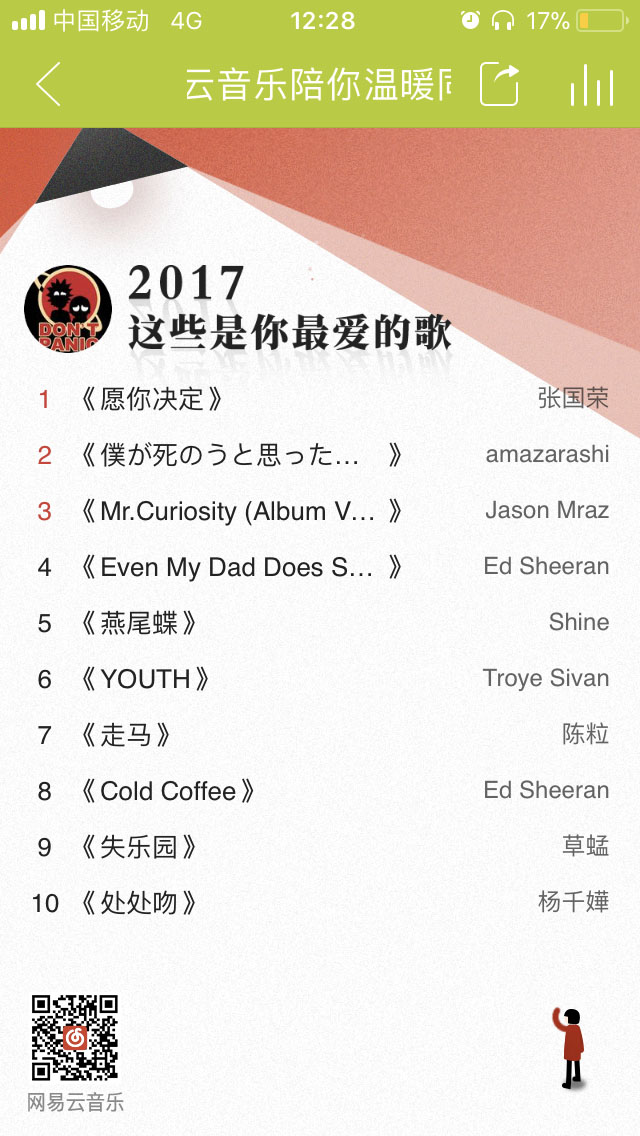 中国移动 4G 12:28 17%
云音乐陪你温暖同
DON'T
PANIC
2017
这些是你最爱的歌
1 《愿你决定》 张国荣
2 《僕が死のうと思った… 》 amazarashi
3 《Mr.Curiosity (Album V… 》 Jason Mraz
4 《Even My Dad Does S… 》 Ed Sheeran
5 《燕尾蝶》 Shine
6 《YOUTH》 Troye Sivan
7 《走马》 陈粒
8 《Cold Coffee》 Ed Sheeran
9 《失乐园》 草蜢
10 《处处吻》 杨千嬅
网易云音乐